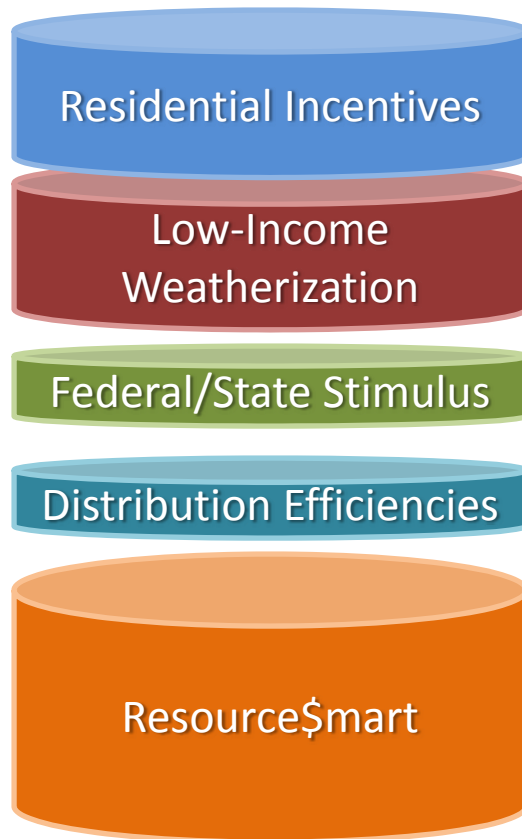 Residential Incentives
Low-Income
Weatherization
Federal/State Stimulus
Distribution Efficiencies
Resource$mart